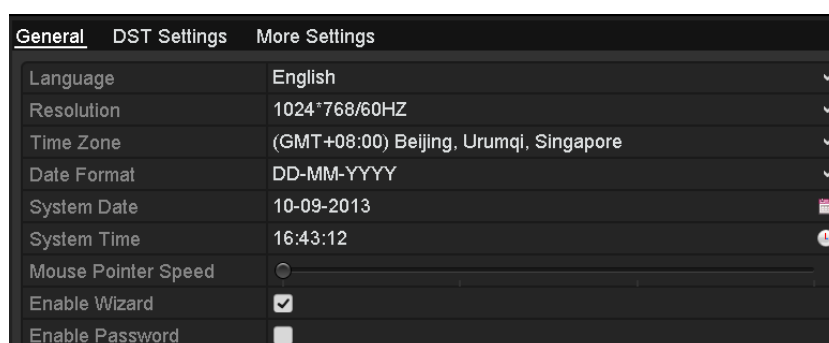 General DST Settings More Settings
Language English
Resolution 1024*768/60HZ
Time Zone (GMT+08:00) Beijing, Urumqi, Singapore
Date Format DD-MM-YYYY
System Date 10-09-2013
System Time 16:43:12
Mouse Pointer Speed
Enable Wizard
Enable Password